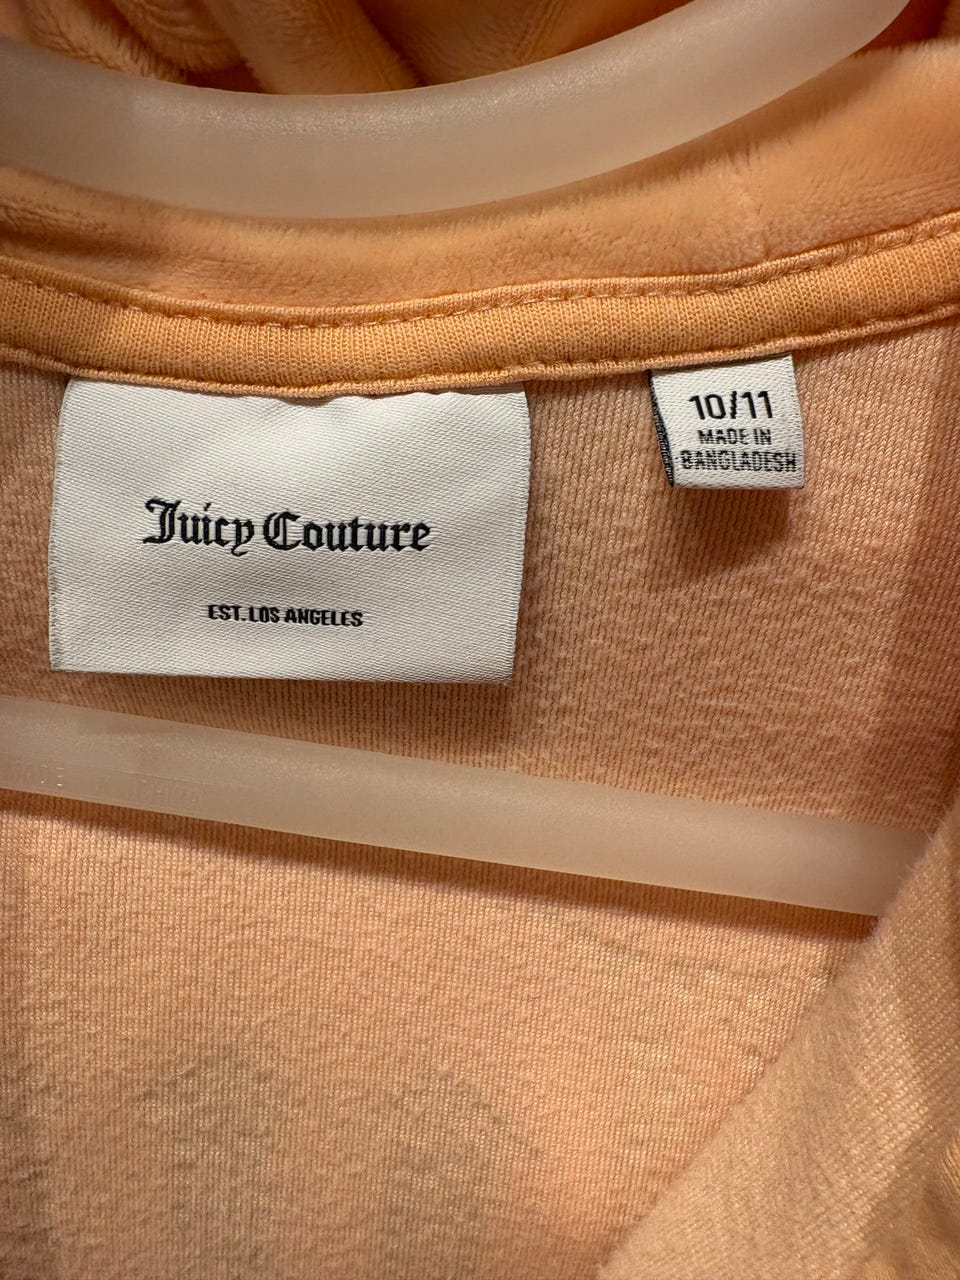 Juicy Couture
EST. LOS ANGELES
10/11
MADE IN
BANGLADESH